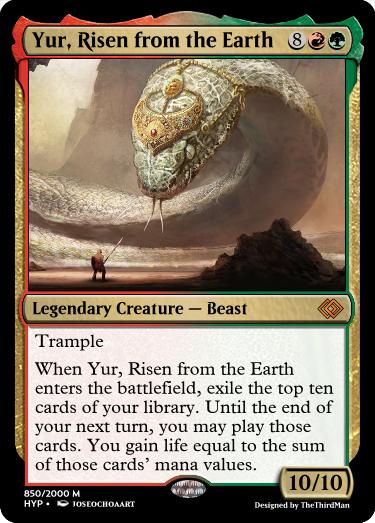 Yur, Risen from the Earth 8
Legendary Creature — Beast
Trample
When Yur, Risen from the Earth
enters the battlefield, exile the top ten
cards of your library. Until the end of
your next turn, you may play those
cards. You gain life equal to the sum
of those cards' mana values.
10/10
850/2000 M
HYP • JOSEOCHOAART
Designed by TheThirdMan